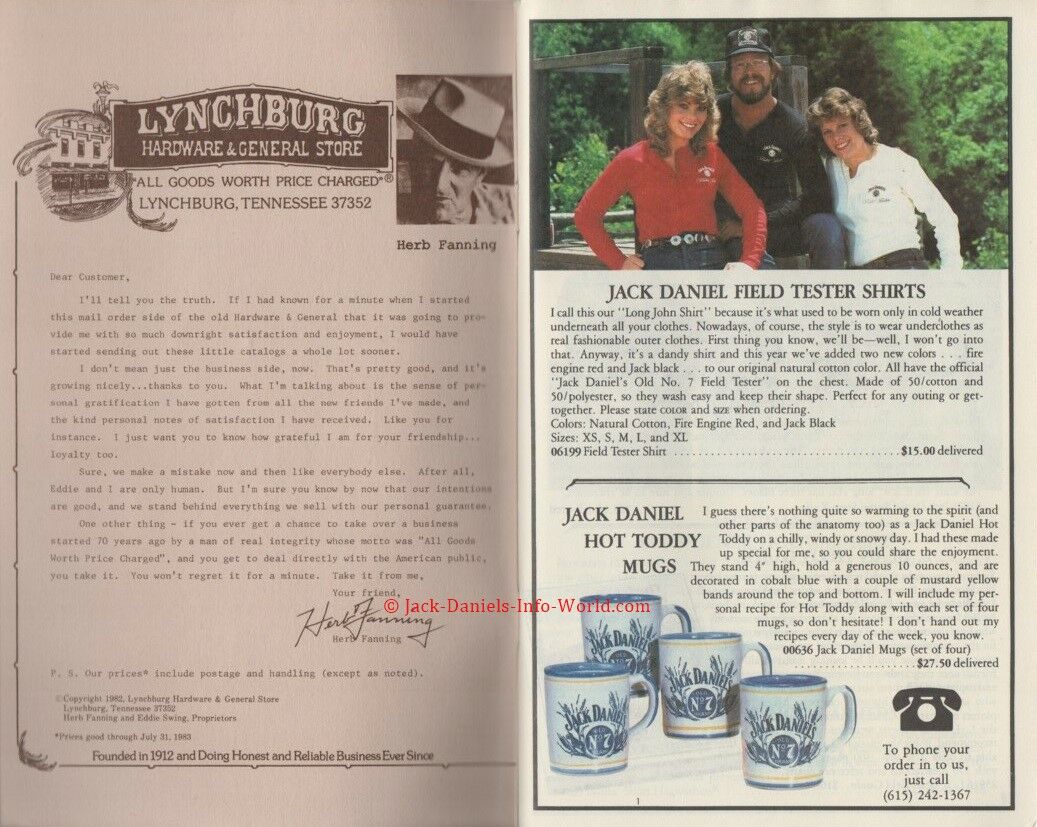 LYNCHBURG
HARDWARE & GENERAL STORE
"ALL GOODS WORTH PRICE CHARGED"®
LYNCHBURG, TENNESSEE 37352
Herb Fanning
Dear Customer,
I'll tell you the truth. If I had known for a minute when I started
this mail order side of the old Hardware & General that it was going to pro-
vide me with so much downright satisfaction and enjoyment, I would have
started sending out these little catalogs a whole lot sooner.
I don't mean just the business side, now. That's pretty good, and it's
growing nicely...thanks to you. What I'm talking about is the sense of per-
sonal gratification I have gotten from all the new friends I've made, and
the kind personal notes of satisfaction I have received. Like you for
instance. I just want you to know how grateful I am for your friendship...
loyalty too.
Sure, we make a mistake now and then like everybody else. After all,
Eddie and I are only human. But I'm sure you know by now that our intentions
are good, and we stand behind everything we sell with our personal guarantee.
One other thing - if you ever get a chance to take over a business
started 70 years ago by a man of real integrity whose motto was "All Goods
Worth Price Charged", and you get to deal directly with the American public,
you take it. You won't regret it for a minute. Take it from me,
Your friend,
Herb Fanning
Herb Fanning
P. S. Our prices* include postage and handling (except as noted).
©Copyright 1982, Lynchburg Hardware & General Store
Lynchburg, Tennessee 37352
Herb Fanning and Eddie Swing, Proprietors
*Prices good through July 31, 1983
Founded in 1912 and Doing Honest and Reliable Business Ever Since
© Jack-Daniels-Info-World.com
JACK DANIEL FIELD TESTER SHIRTS
I call this our "Long John Shirt" because it's what used to be worn only in cold weather
underneath all your clothes. Nowadays, of course, the style is to wear underclothes as
real fashionable outer clothes. First thing you know, we'll be—well, I won't go into
that. Anyway, it's a dandy shirt and this year we've added two new colors . . . fire
engine red and Jack black . . . to our original natural cotton color. All have the official
"Jack Daniel's Old No. 7 Field Tester" on the chest. Made of 50/cotton and
50/polyester, so they wash easy and keep their shape. Perfect for any outing or get-
together. Please state COLOR and SIZE when ordering.
Colors: Natural Cotton, Fire Engine Red, and Jack Black
Sizes: XS, S, M, L, and XL
06199 Field Tester Shirt . . . . . . . . . . . . . . . . . . . . . . . . . . . . . . . . . . . $15.00 delivered
JACK DANIEL
HOT TODDY
MUGS
I guess there's nothing quite so warming to the spirit (and
other parts of the anatomy too) as a Jack Daniel Hot
Toddy on a chilly, windy or snowy day. I had these made
up special for me, so you could share the enjoyment.
They stand 4" high, hold a generous 10 ounces, and are
decorated in cobalt blue with a couple of mustard yellow
bands around the top and bottom. I will include my per-
sonal recipe for Hot Toddy along with each set of four
mugs, so don't hesitate! I don't hand out my
recipes every day of the week, you know.
00636 Jack Daniel Mugs (set of four)
. . . . . . . . . . . . . . . . . . . $27.50 delivered
JACK DANIEL'S
No 7
JACK DANIEL'S
OLD
No 7
JACK DANIEL'S
No 7
JACK DANIEL'S
No 7
To phone your
order in to us,
just call
(615) 242-1367
1